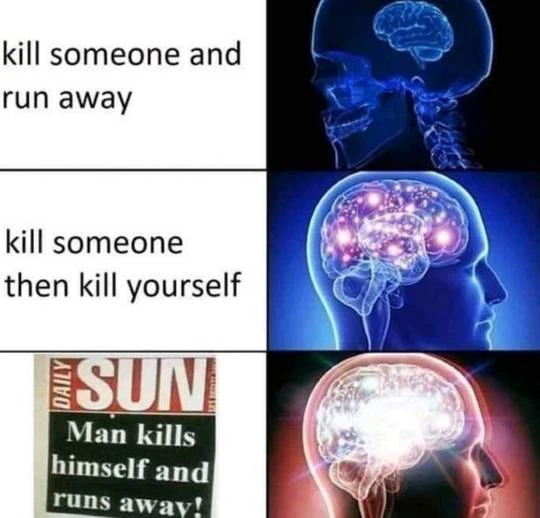 kill someone and
run away
kill someone
then kill yourself
DAILY
SUN
Man kills
himself and
runs away!